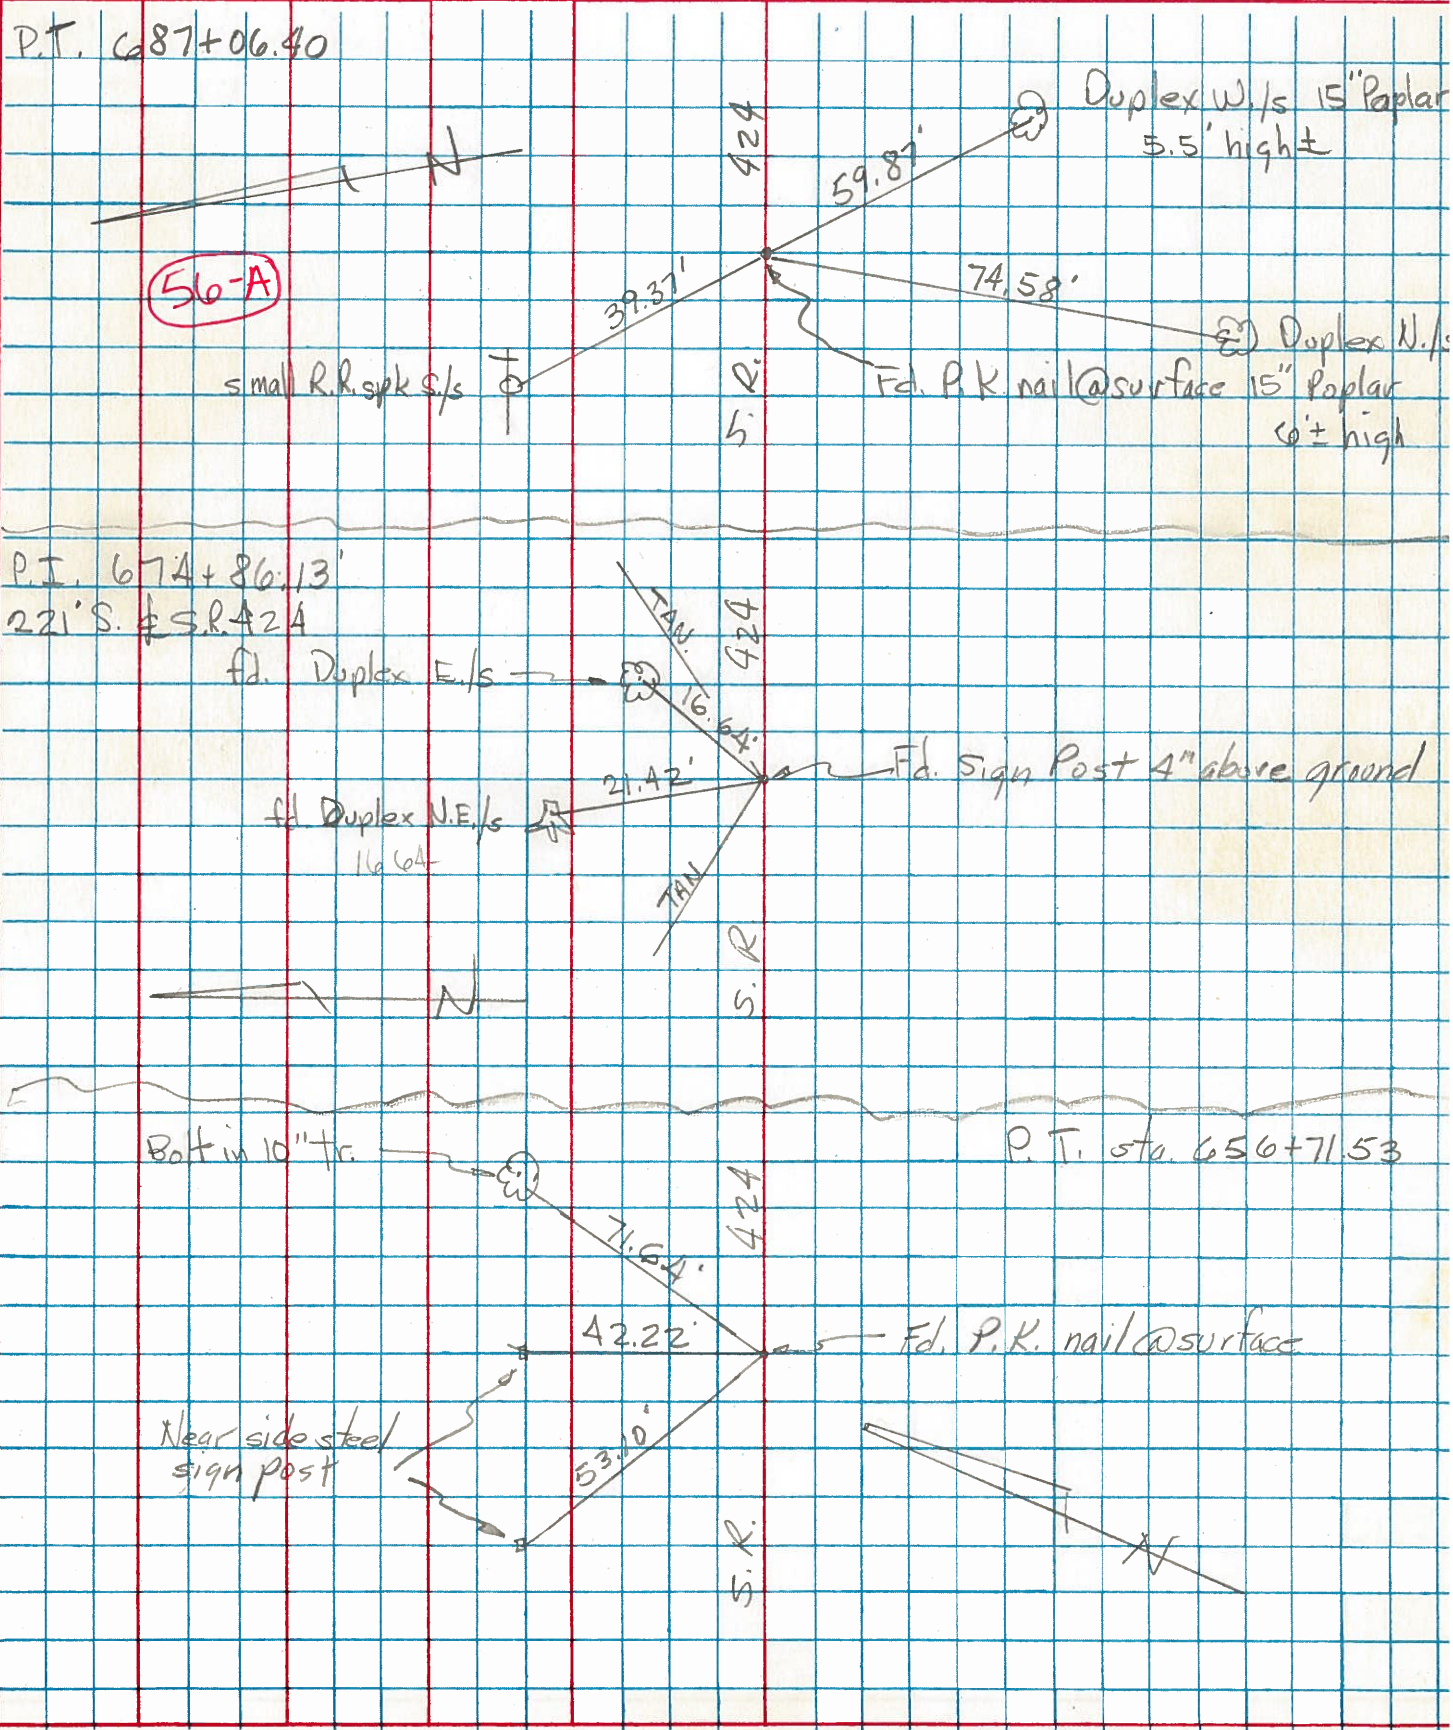 P.T. 687+06.40
Duplex W./s 15" Paplar
5.5' high ±
424
59.87'
N
56-A
39.37'
74.58'
Duplex N./s
small R.R. spk S./s
Fd. P.K. nail @ surface 15" Poplar
6'± high
S. R.
P.I. 674+86.13'
221' S. ℄ S.R. 424
TAN.
424
fd. Duplex E./s
16.64'
Fd. Sign Post 4" above ground
21.42'
fd. Duplex N.E./s
16.64
TAN
S. R.
N
Bolt in 10" tr.
P.T. sta. 656+71.53
424
71.64'
42.22'
Fd. P.K. nail @ surface
Near side steel
sign post
53.10'
S. R.
N